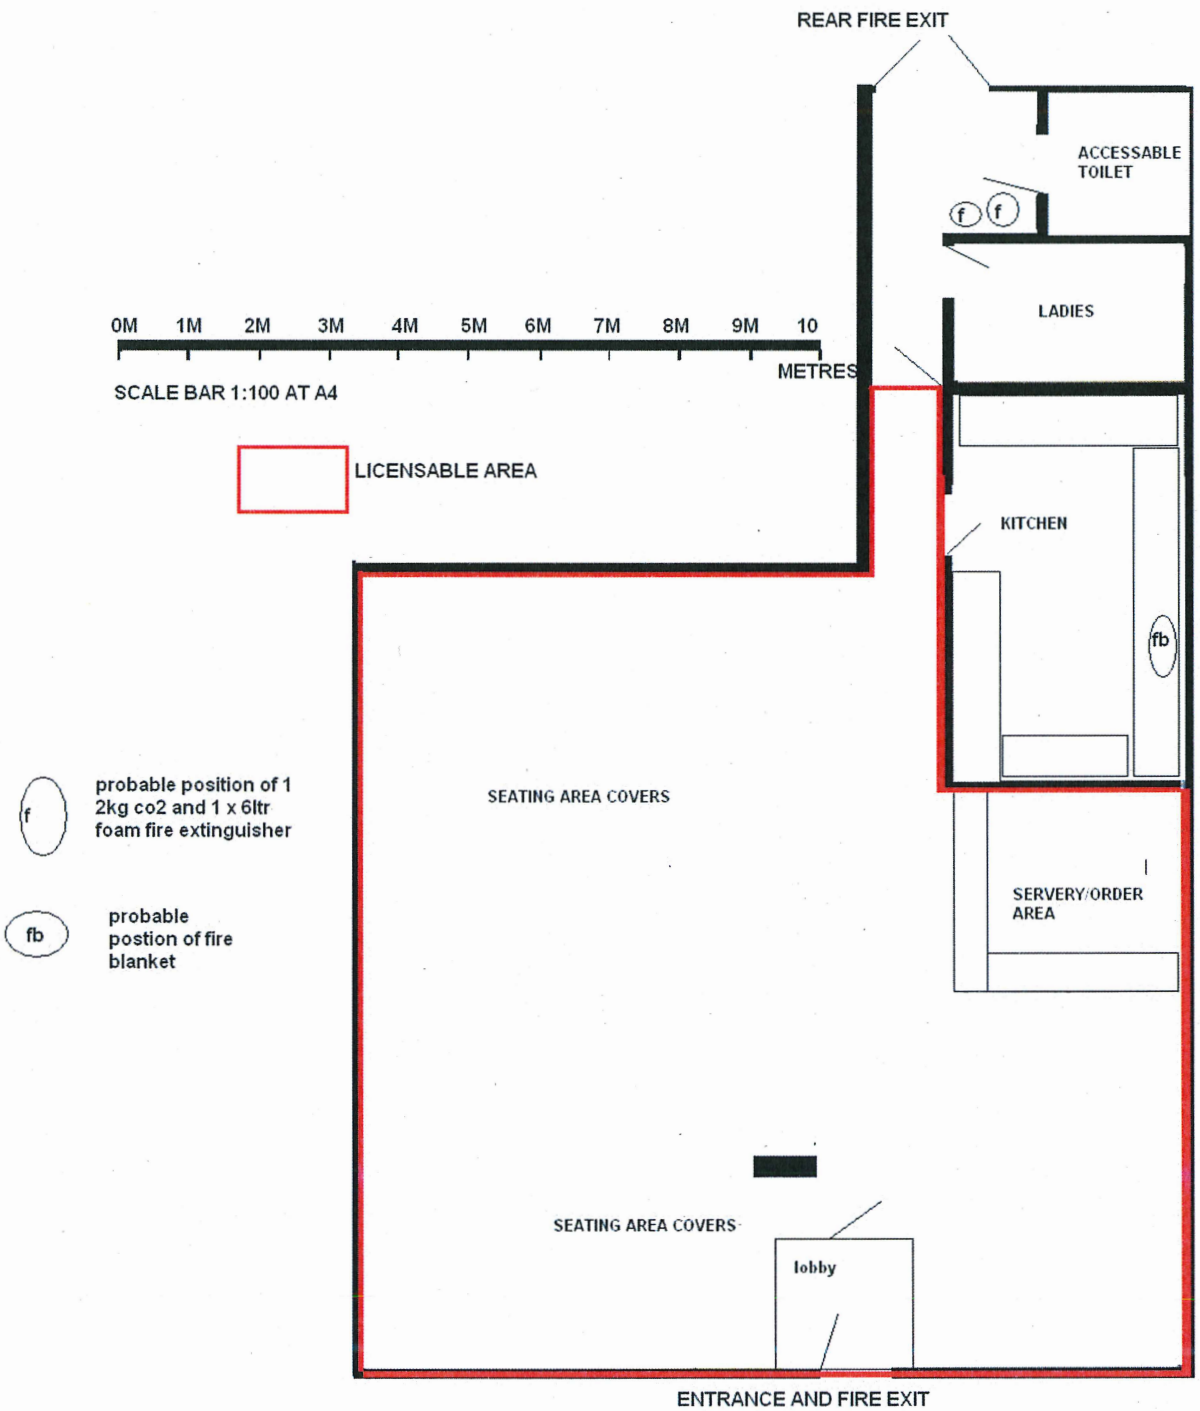 REAR FIRE EXIT
ACCESSABLE
TOILET
f
f
LADIES
0M 1M 2M 3M 4M 5M 6M 7M 8M 9M 10
METRES
SCALE BAR 1:100 AT A4
LICENSABLE AREA
KITCHEN
fb
SEATING AREA COVERS
f
probable position of 1
2kg co2 and 1 x 6ltr
foam fire extinguisher
SERVERY/ORDER
AREA
fb
probable
postion of fire
blanket
SEATING AREA COVERS
lobby
ENTRANCE AND FIRE EXIT